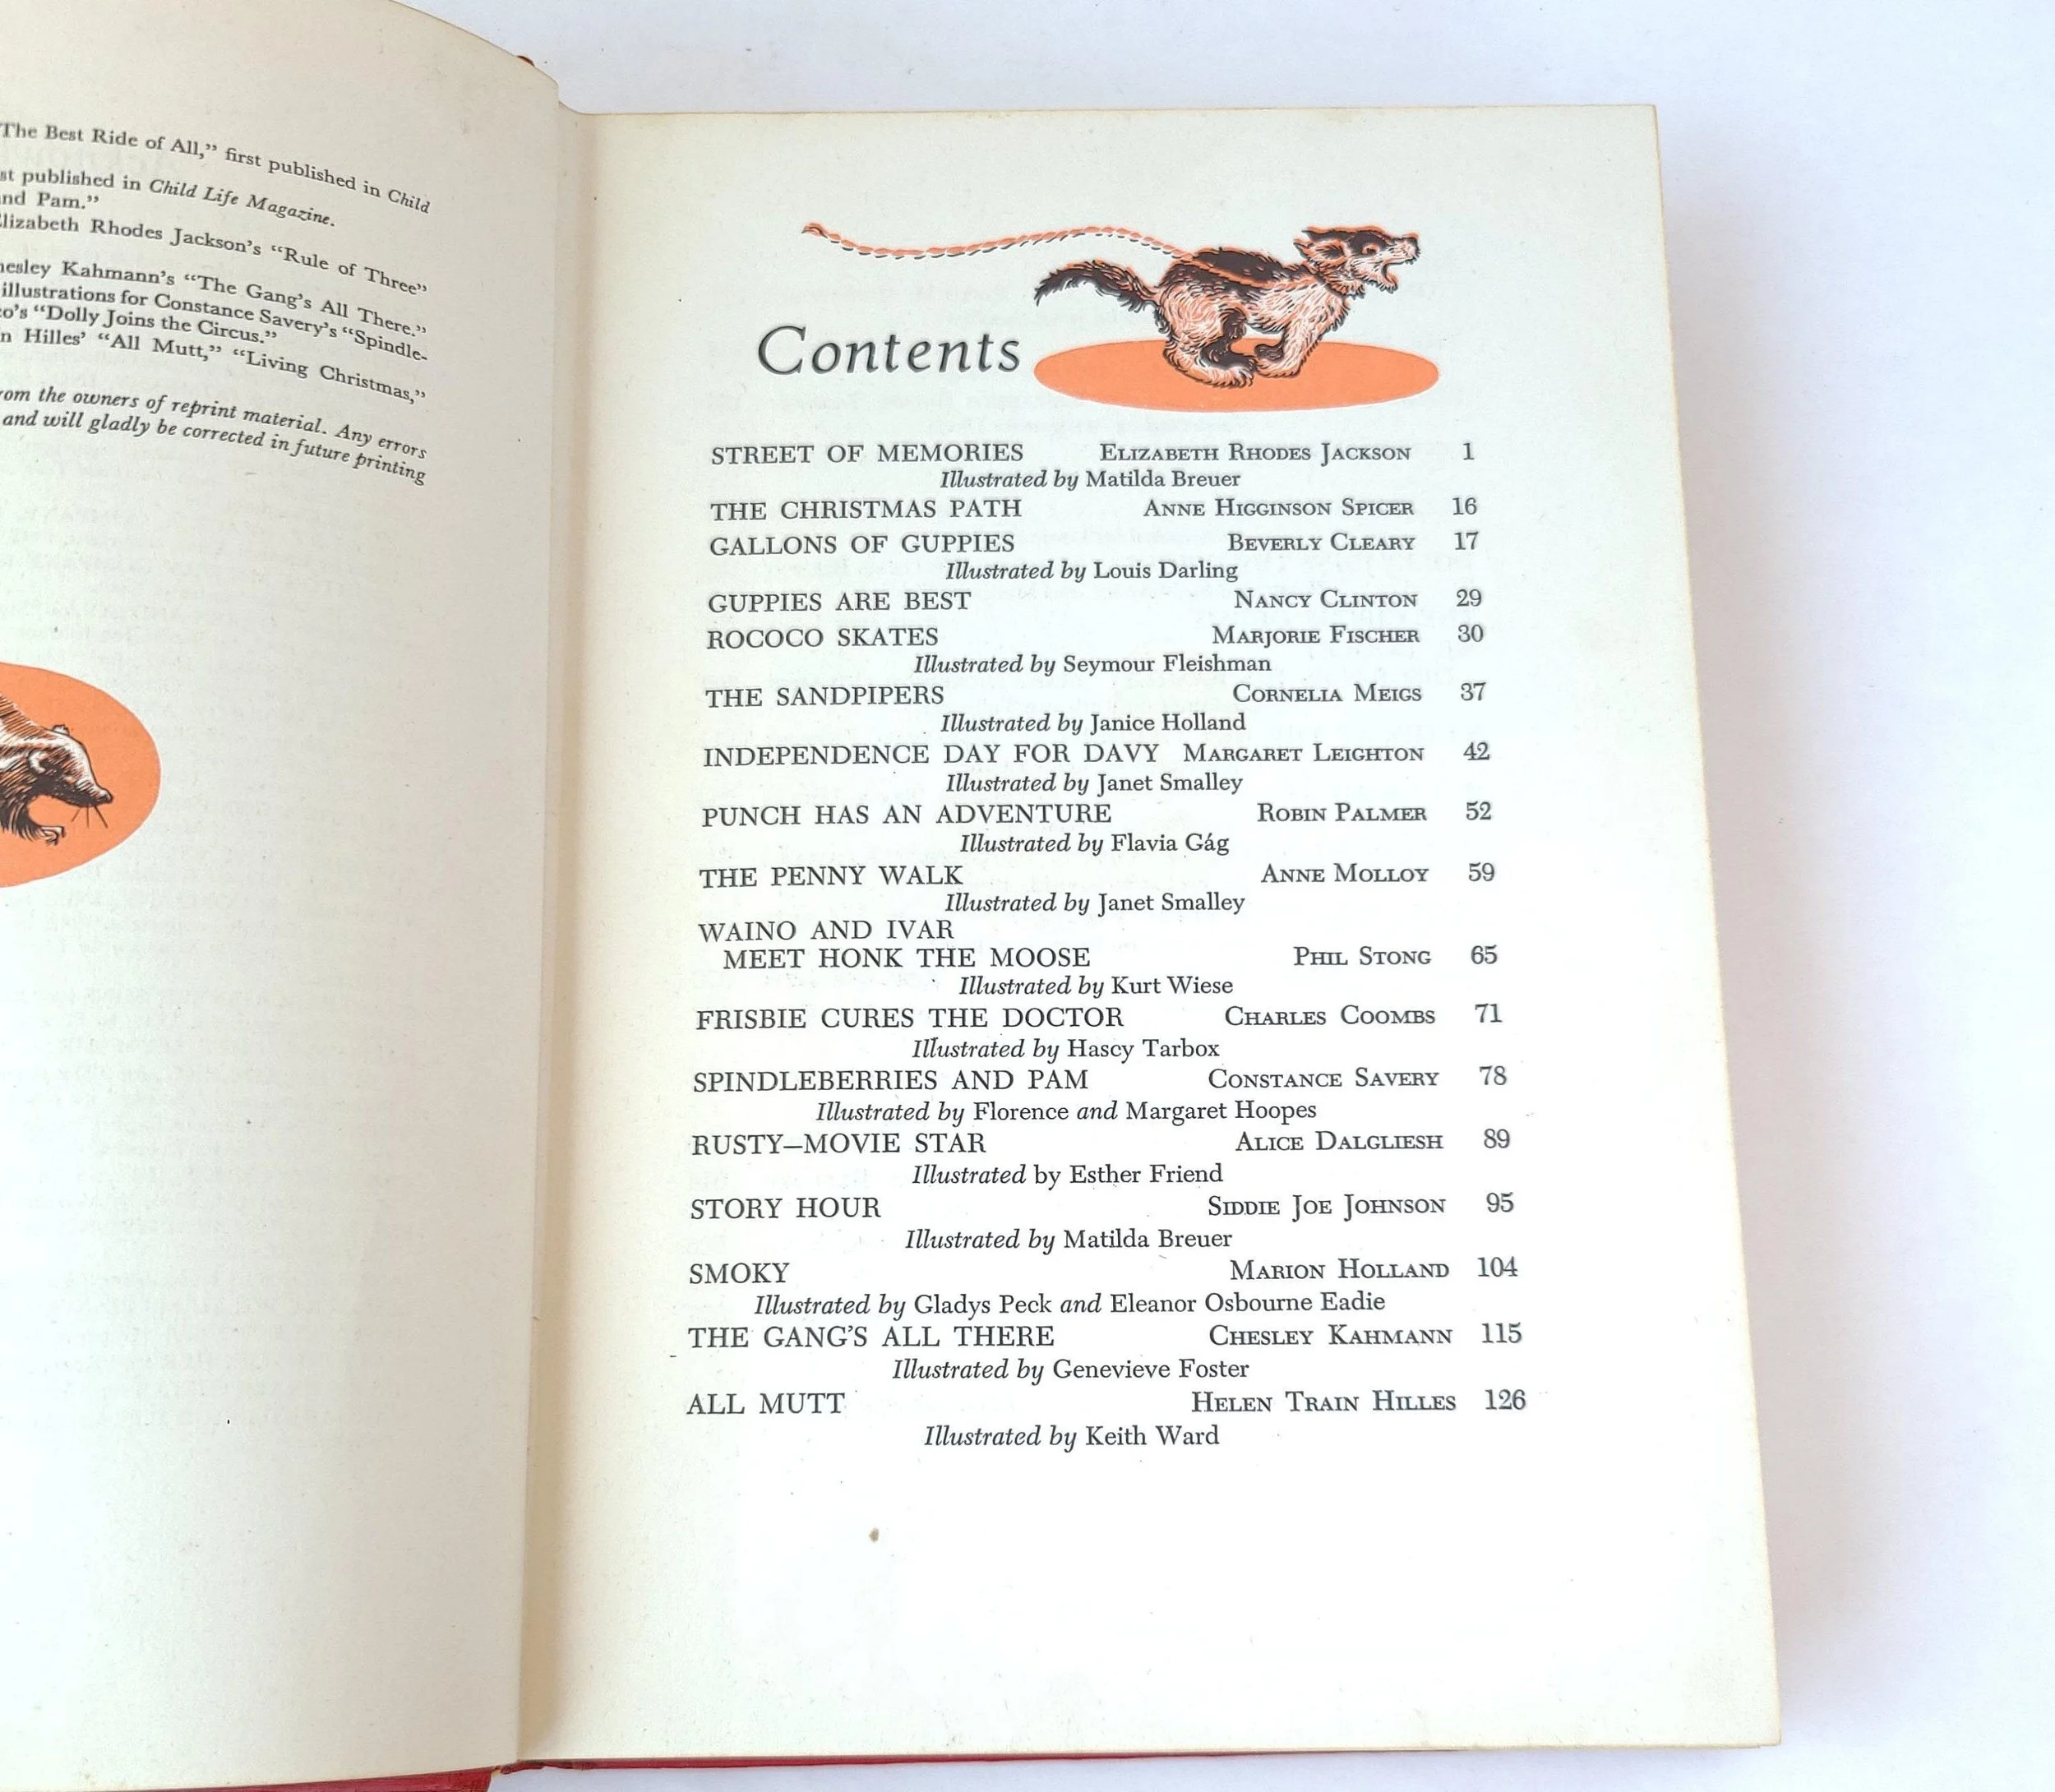 The Best Ride of All,” first published in Child
st published in Child Life Magazine.
nd Pam.”
lizabeth Rhodes Jackson’s “Rule of Three”
esley Kahmann’s “The Gang’s All There.”
illustrations for Constance Savery’s “Spindle-
o’s “Dolly Joins the Circus.”
n Hilles’ “All Mutt,” “Living Christmas,”
om the owners of reprint material. Any errors
and will gladly be corrected in future printing
Contents
STREET OF MEMORIES ELIZABETH RHODES JACKSON 1
Illustrated by Matilda Breuer
THE CHRISTMAS PATH ANNE HIGGINSON SPICER 16
GALLONS OF GUPPIES BEVERLY CLEARY 17
Illustrated by Louis Darling
GUPPIES ARE BEST NANCY CLINTON 29
ROCOCO SKATES MARJORIE FISCHER 30
Illustrated by Seymour Fleishman
THE SANDPIPERS CORNELIA MEIGS 37
Illustrated by Janice Holland
INDEPENDENCE DAY FOR DAVY MARGARET LEIGHTON 42
Illustrated by Janet Smalley
PUNCH HAS AN ADVENTURE ROBIN PALMER 52
Illustrated by Flavia Gág
THE PENNY WALK ANNE MOLLOY 59
Illustrated by Janet Smalley
WAINO AND IVAR
MEET HONK THE MOOSE PHIL STONG 65
Illustrated by Kurt Wiese
FRISBIE CURES THE DOCTOR CHARLES COOMBS 71
Illustrated by Hascy Tarbox
SPINDLEBERRIES AND PAM CONSTANCE SAVERY 78
Illustrated by Florence and Margaret Hoopes
RUSTY—MOVIE STAR ALICE DALGLIESH 89
Illustrated by Esther Friend
STORY HOUR SIDDIE JOE JOHNSON 95
Illustrated by Matilda Breuer
SMOKY MARION HOLLAND 104
Illustrated by Gladys Peck and Eleanor Osbourne Eadie
THE GANG’S ALL THERE CHESLEY KAHMANN 115
Illustrated by Genevieve Foster
ALL MUTT HELEN TRAIN HILLES 126
Illustrated by Keith Ward